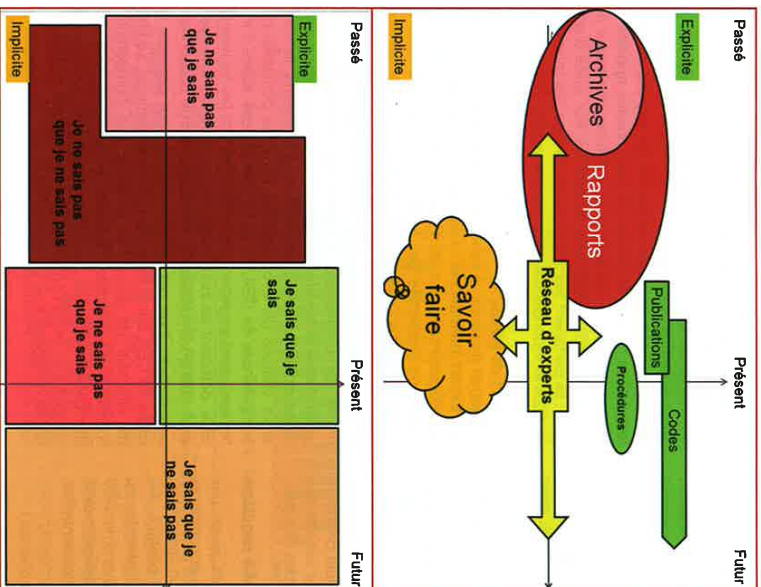 Passé
Présent
Futur
Explicite
Codes
Publications
Procédures
Archives
Rapports
Réseau d'experts
Savoir
faire
Implicite
Passé
Présent
Futur
Explicite
Je sais que je
sais
Je ne sais pas
que je sais
Je sais que je
ne sais pas
Je ne sais pas
que je sais
Je ne sais pas
que je ne sais pas
Implicite